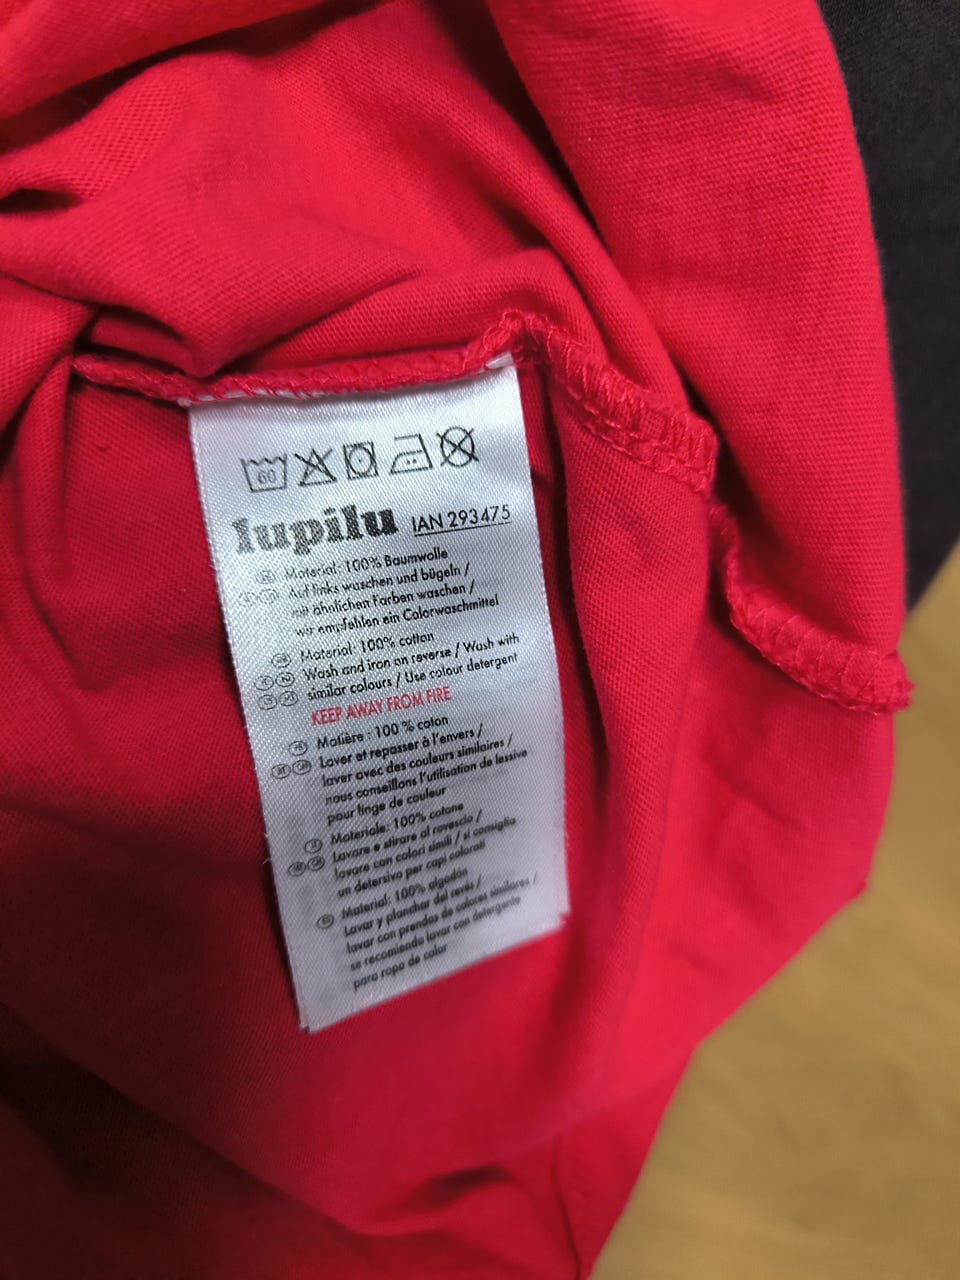 lupilu IAN 293475
Material: 100% Baumwolle
Auf links waschen und bügeln /
mit ähnlichen Farben waschen /
wir empfehlen ein Colorwaschmittel
Material: 100% cotton
Wash and iron on reverse / Wash with
similar colours / Use colour detergent
KEEP AWAY FROM FIRE
Matière : 100 % coton
Laver et repasser à l'envers /
laver avec des couleurs similaires /
nous conseillons l'utilisation de lessive
pour linge de couleur
Materiale: 100% cotone
Lavare e stirare al rovescio /
lavare con colori simili / si consiglia
un detersivo per capi colorati
Material: 100% algodón
Lavar y planchar del revés /
lavar con prendas de colores similares /
se recomienda lavar con detergente
para ropa de color